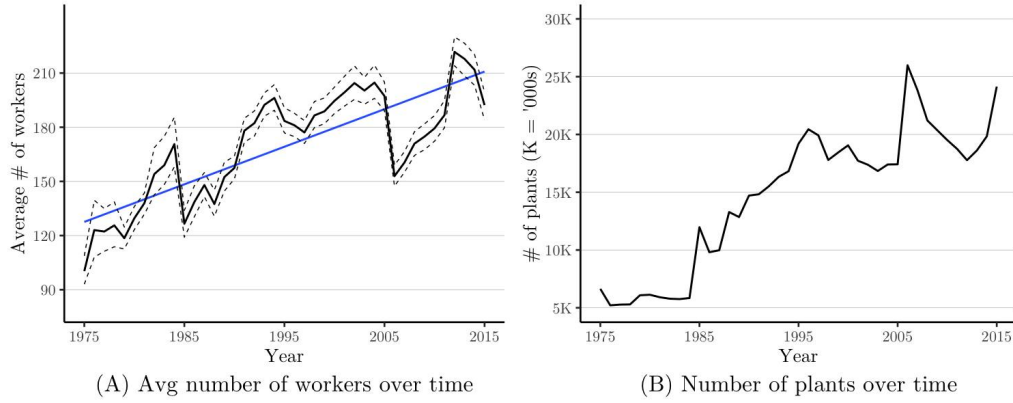 Average # of workers
210
180
150
120
90
1975
1985
1995
2005
2015
Year
(A) Avg number of workers over time
# of plants (K = '000s)
30K
25K
20K
15K
10K
5K
1975
1985
1995
2005
2015
Year
(B) Number of plants over time